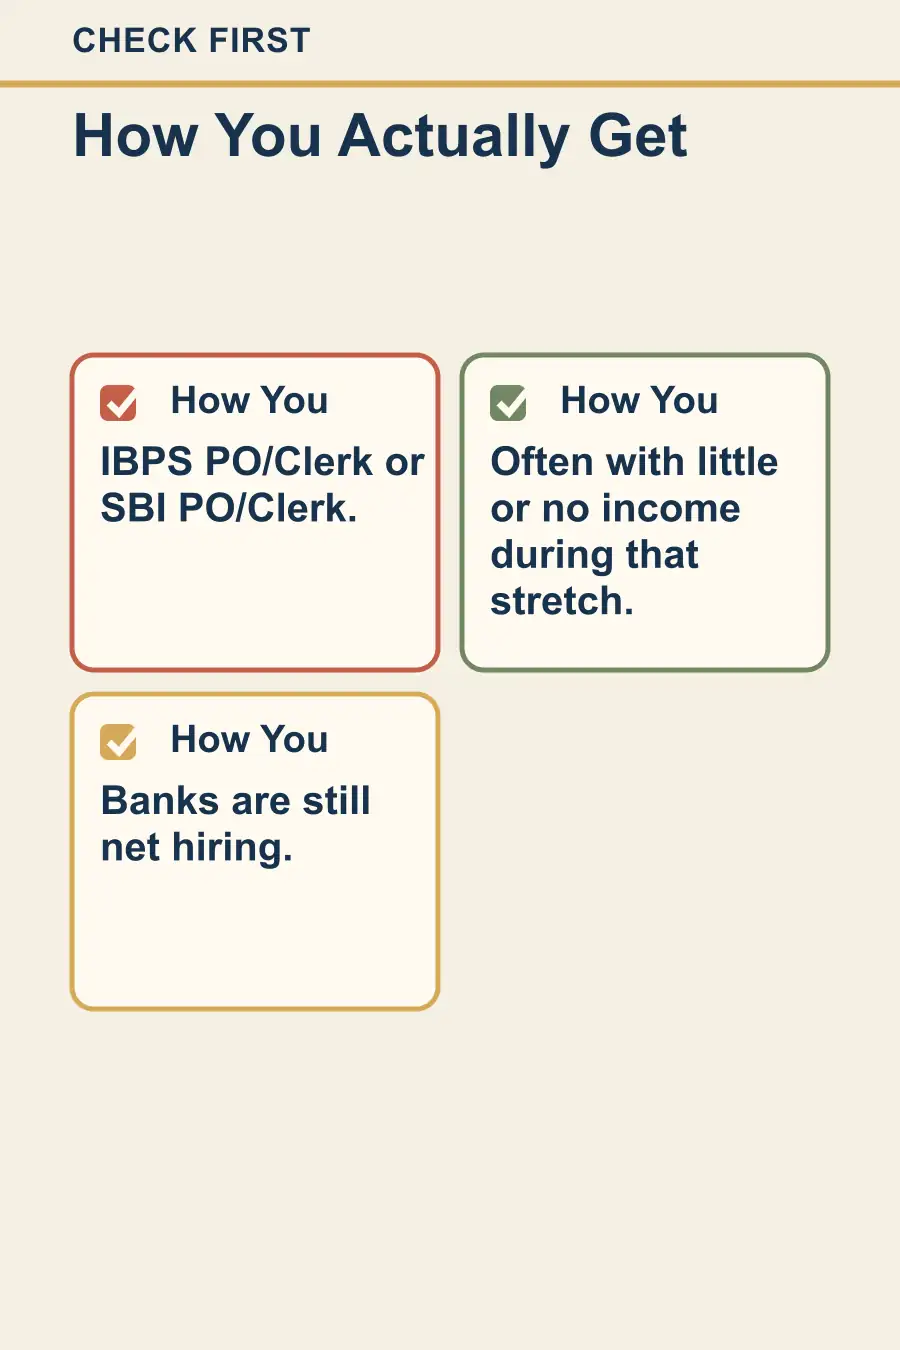 CHECK FIRST
How You Actually Get
How You
IBPS PO/Clerk or
SBI PO/Clerk.
How You
Often with little
or no income
during that
stretch.
How You
Banks are still
net hiring.